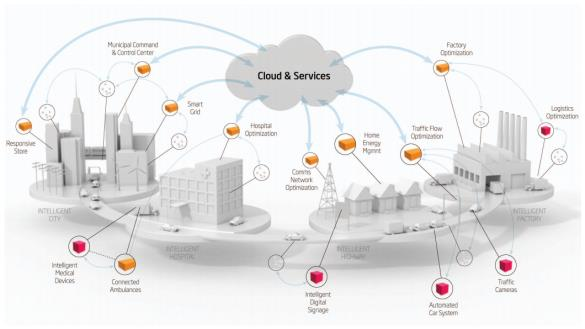 Municipal Command
& Control Center
Cloud & Services
Factory
Optimization
Smart
Grid
Logistics
Optimization
Responsive
Store
Hospital
Optimization
Home
Energy
Mgmnt
Traffic Flow
Optimization
Comms
Network
Optimization
INTELLIGENT
CITY
INTELLIGENT
HOSPITAL
INTELLIGENT
HIGHWAY
INTELLIGENT
FACTORY
Intelligent
Medical
Devices
Connected
Ambulances
Intelligent
Digital
Signage
Automated
Car System
Traffic
Cameras